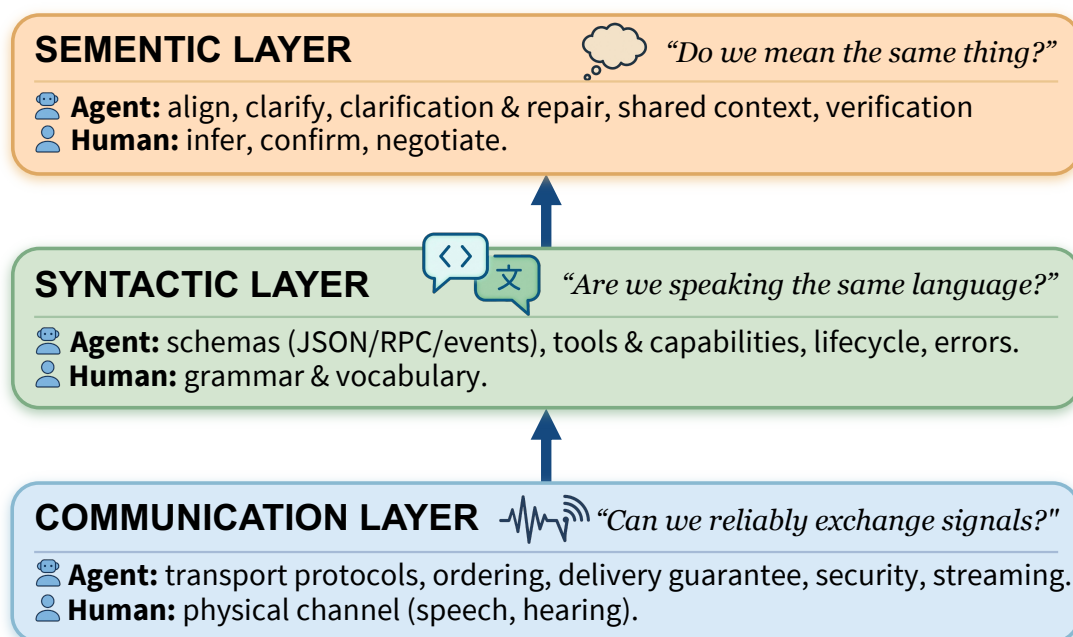 SEMENTIC LAYER “Do we mean the same thing?”
Agent: align, clarify, clarification & repair, shared context, verification
Human: infer, confirm, negotiate.
<> 文
SYNTACTIC LAYER “Are we speaking the same language?”
Agent: schemas (JSON/RPC/events), tools & capabilities, lifecycle, errors.
Human: grammar & vocabulary.
COMMUNICATION LAYER “Can we reliably exchange signals?"
Agent: transport protocols, ordering, delivery guarantee, security, streaming.
Human: physical channel (speech, hearing).